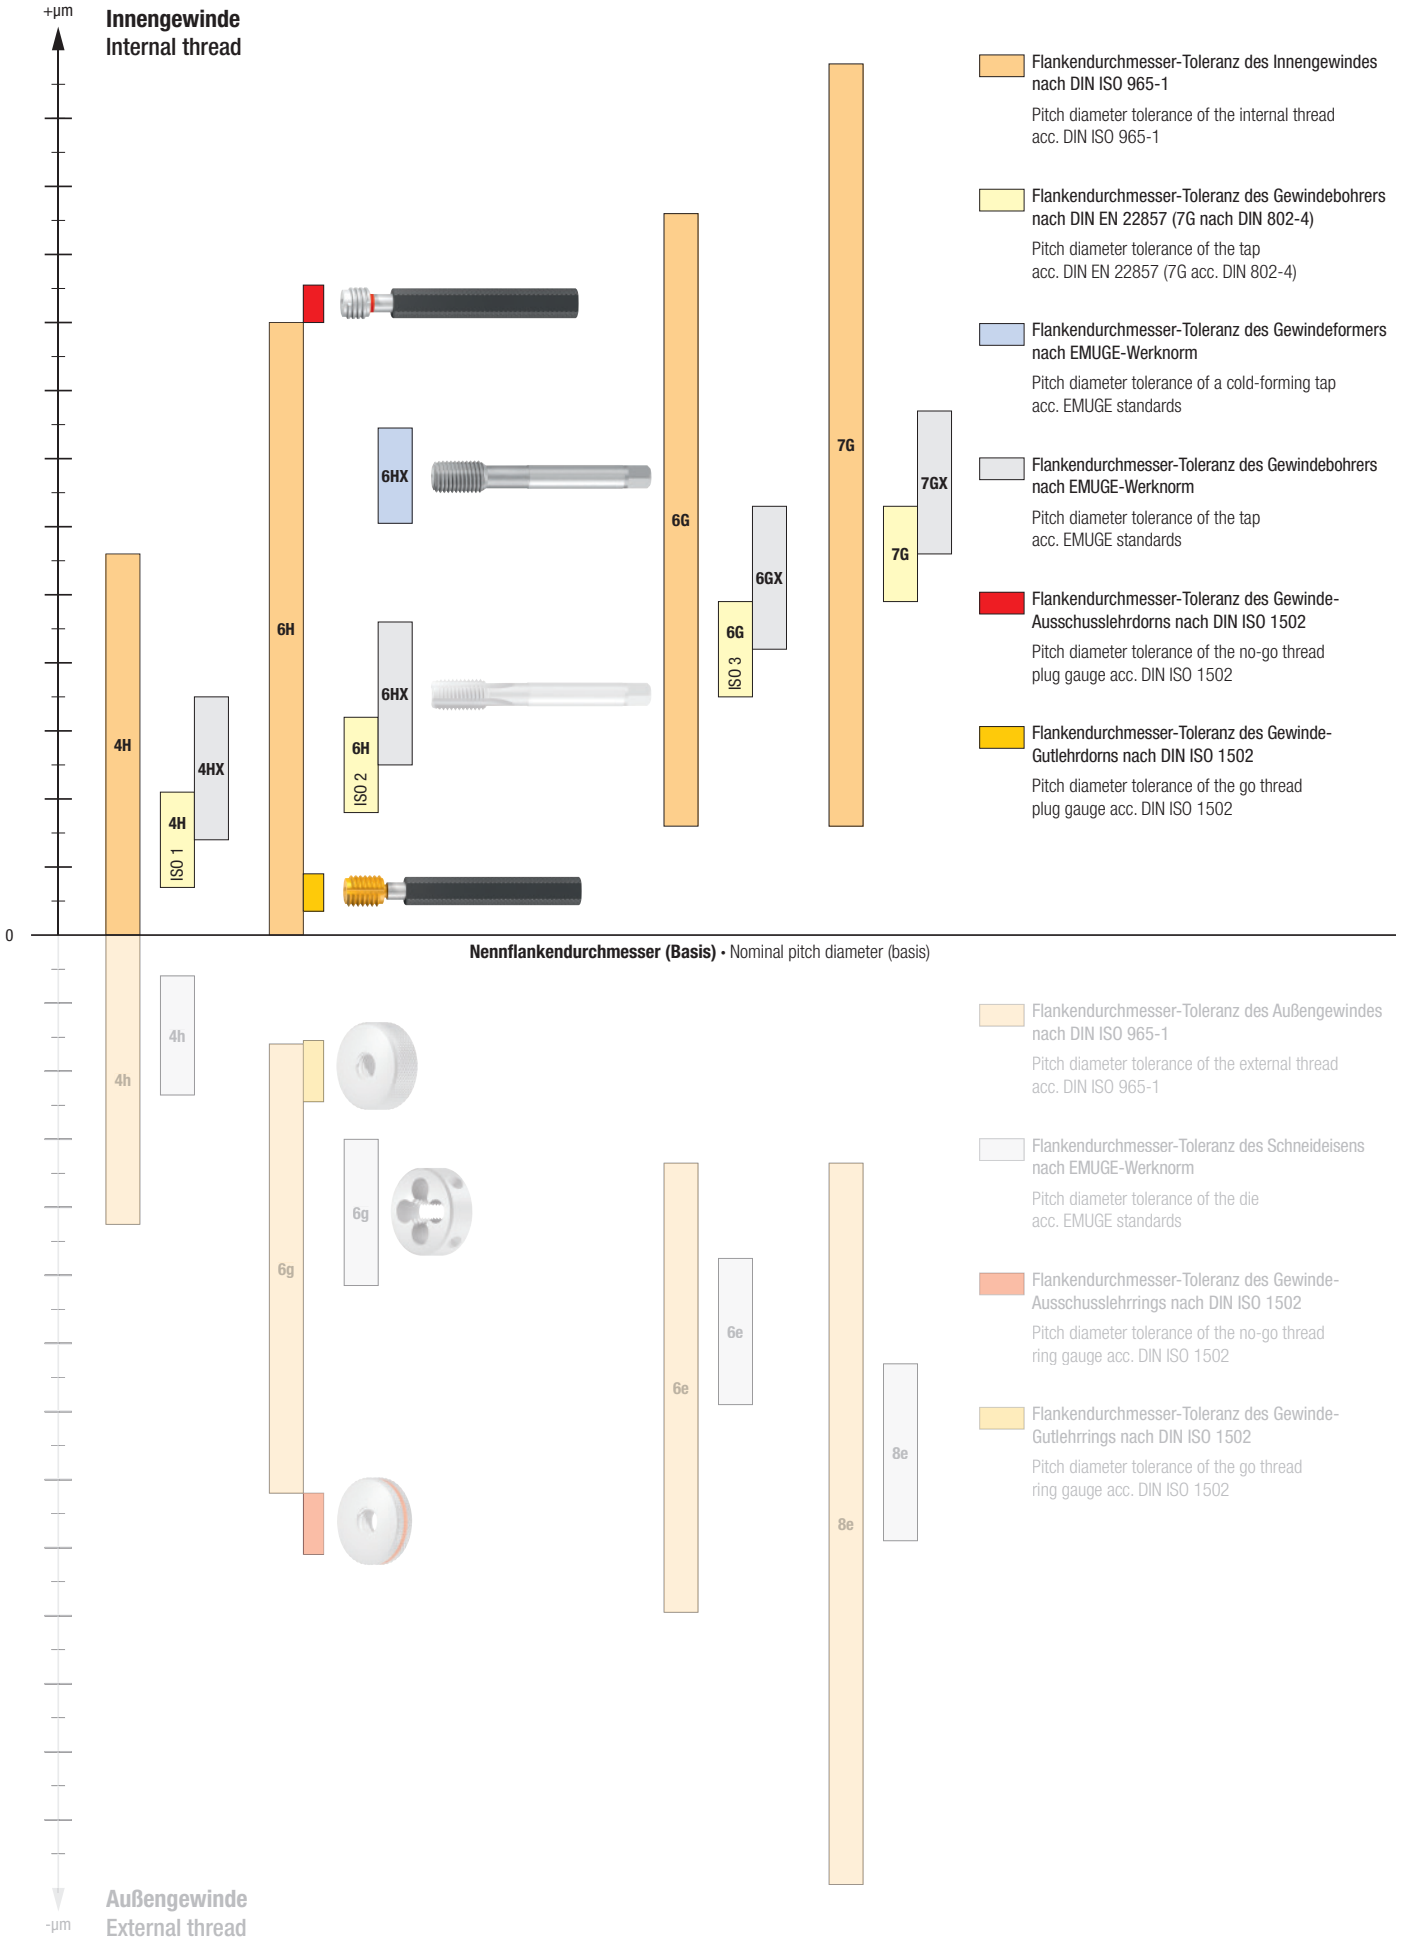 +µm
Innengewinde
Internal thread
Flankendurchmesser-Toleranz des Innengewindes
nach DIN ISO 965-1
Pitch diameter tolerance of the internal thread
acc. DIN ISO 965-1
Flankendurchmesser-Toleranz des Gewindebohrers
nach DIN EN 22857 (7G nach DIN 802-4)
Pitch diameter tolerance of the tap
acc. DIN EN 22857 (7G acc. DIN 802-4)
Flankendurchmesser-Toleranz des Gewindeformers
nach EMUGE-Werknorm
Pitch diameter tolerance of a cold-forming tap
acc. EMUGE standards
Flankendurchmesser-Toleranz des Gewindebohrers
nach EMUGE-Werknorm
Pitch diameter tolerance of the tap
acc. EMUGE standards
Flankendurchmesser-Toleranz des Gewinde-
Ausschusslehrdorns nach DIN ISO 1502
Pitch diameter tolerance of the no-go thread
plug gauge acc. DIN ISO 1502
Flankendurchmesser-Toleranz des Gewinde-
Gutlehrdorns nach DIN ISO 1502
Pitch diameter tolerance of the go thread
plug gauge acc. DIN ISO 1502
4H
4H
ISO 1
4HX
6H
6H
ISO 2
6HX
6HX
6G
6G
ISO 3
6GX
7G
7G
7GX
0
Nennflankendurchmesser (Basis) • Nominal pitch diameter (basis)
4h
4h
6g
6g
6e
6e
8e
8e
Flankendurchmesser-Toleranz des Außengewindes
nach DIN ISO 965-1
Pitch diameter tolerance of the external thread
acc. DIN ISO 965-1
Flankendurchmesser-Toleranz des Schneideisens
nach EMUGE-Werknorm
Pitch diameter tolerance of the die
acc. EMUGE standards
Flankendurchmesser-Toleranz des Gewinde-
Ausschusslehrrings nach DIN ISO 1502
Pitch diameter tolerance of the no-go thread
ring gauge acc. DIN ISO 1502
Flankendurchmesser-Toleranz des Gewinde-
Gutlehrrings nach DIN ISO 1502
Pitch diameter tolerance of the go thread
ring gauge acc. DIN ISO 1502
Außengewinde
External thread
-µm